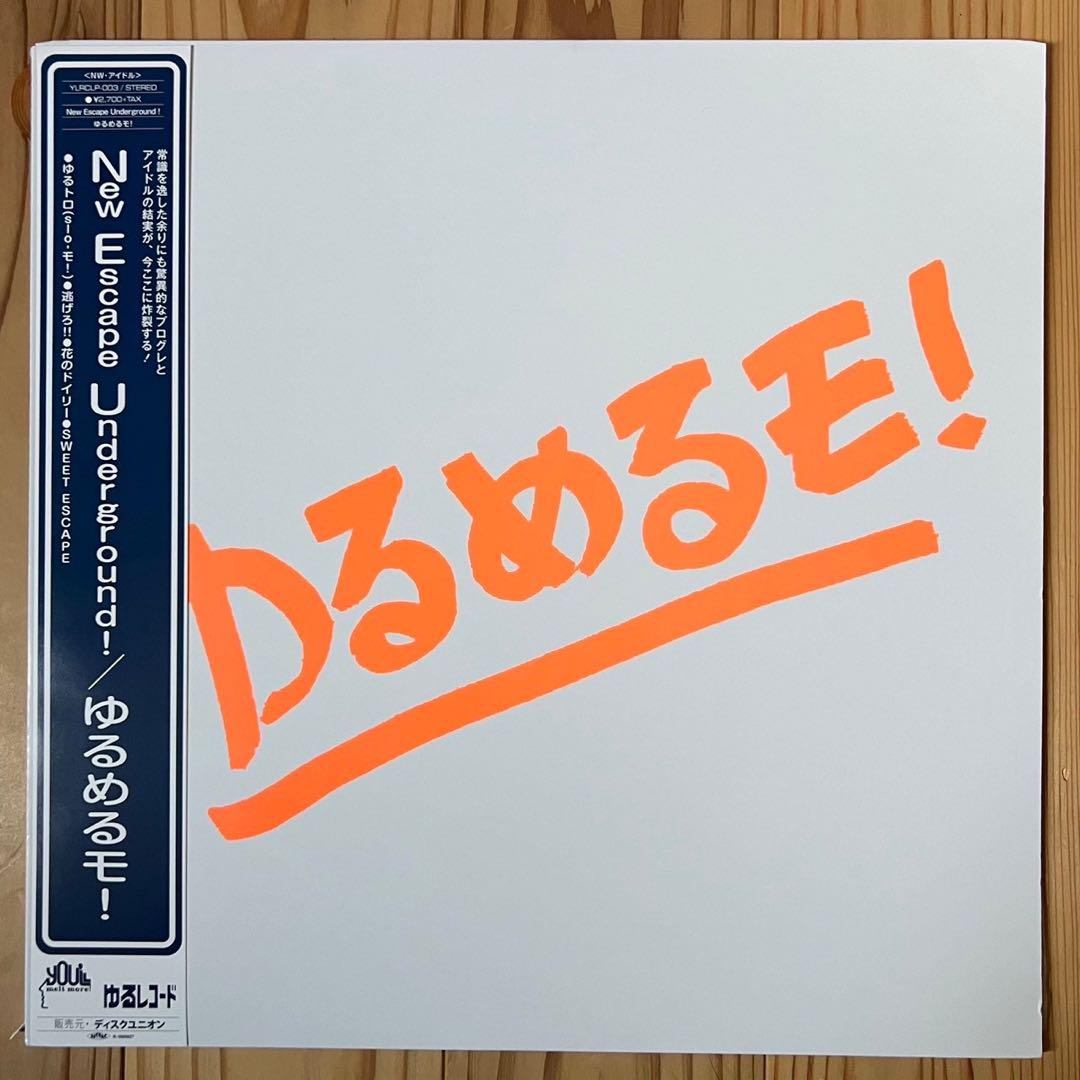 <NW・アイドル>
YLRCLP-003 / STEREO
●¥2,700+TAX
New Escape Underground!
ゆるめるモ!
常識を逸した余りにも驚異的なプログレと
アイドルの結実が、今ここに炸裂する!
New Escape Underground! / ゆるめるモ!
●ゆるトロ(slo-モ!)●逃げろ!!●花のドイリー●SWEET ESCAPE
YOU'LL
melt more!
ゆるレコード
販売元・ディスクユニオン
ゆるめるモ!